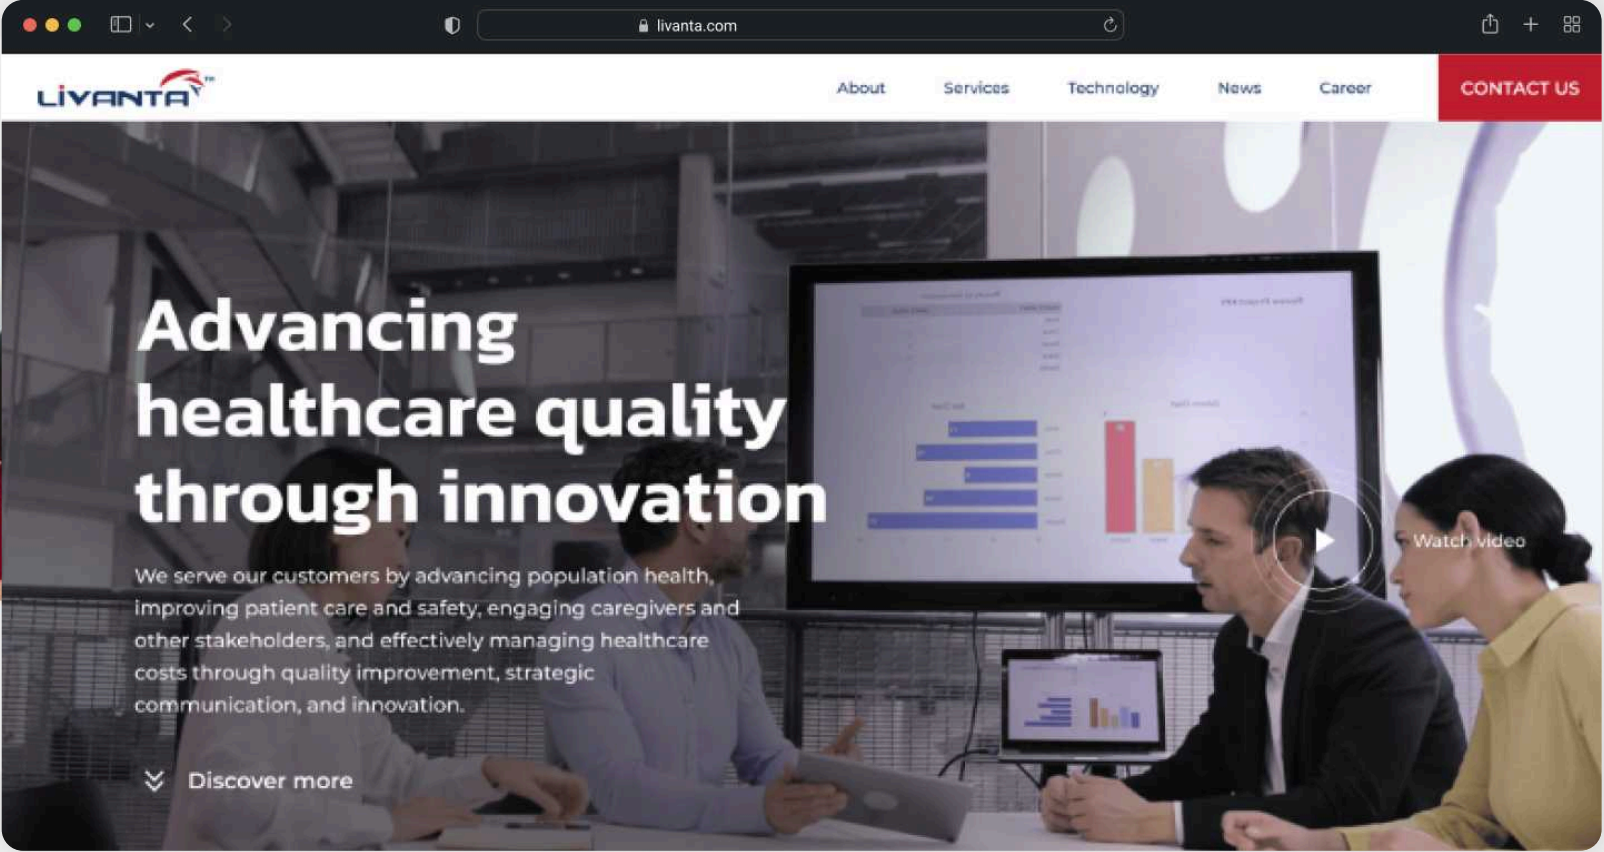 livanta.com
LIVANTA™
About
Services
Technology
News
Career
CONTACT US
Advancing
healthcare quality
through innovation
We serve our customers by advancing population health,
improving patient care and safety, engaging caregivers and
other stakeholders, and effectively managing healthcare
costs through quality improvement, strategic
communication, and innovation.
Watch video
Discover more